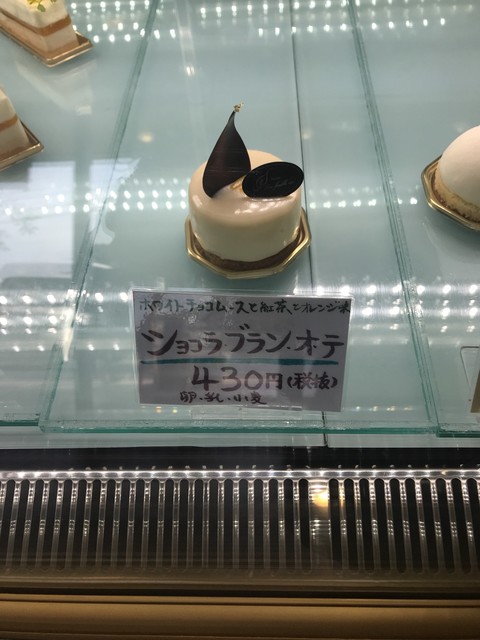 ホワイトチョコムースと紅茶、オレンジ味
ショコラブラン・オ・テ
430円(税抜)
卵・乳・小麦